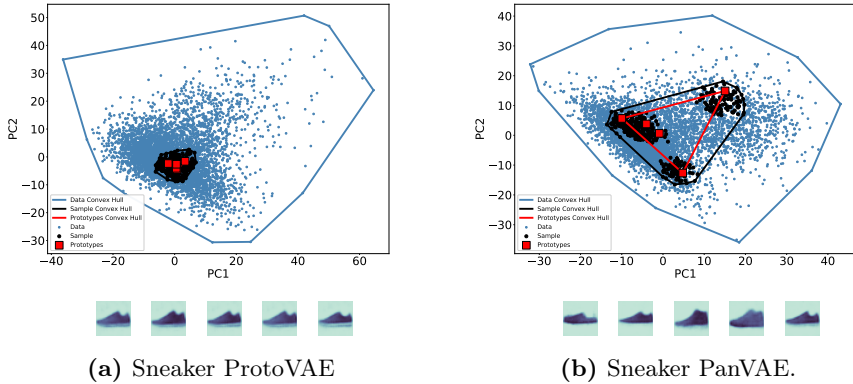 50
40
30
20
10
0
−10
−20
−30
PC2
−40
−20
0
20
40
60
PC1
Data Convex Hull
Sample Convex Hull
Prototypes Convex Hull
Data
Sample
Prototypes
(a) Sneaker ProtoVAE
40
30
20
10
0
−10
−20
−30
PC2
−30
−20
−10
0
10
20
30
40
PC1
Data Convex Hull
Sample Convex Hull
Prototypes Convex Hull
Data
Sample
Prototypes
(b) Sneaker PanVAE.